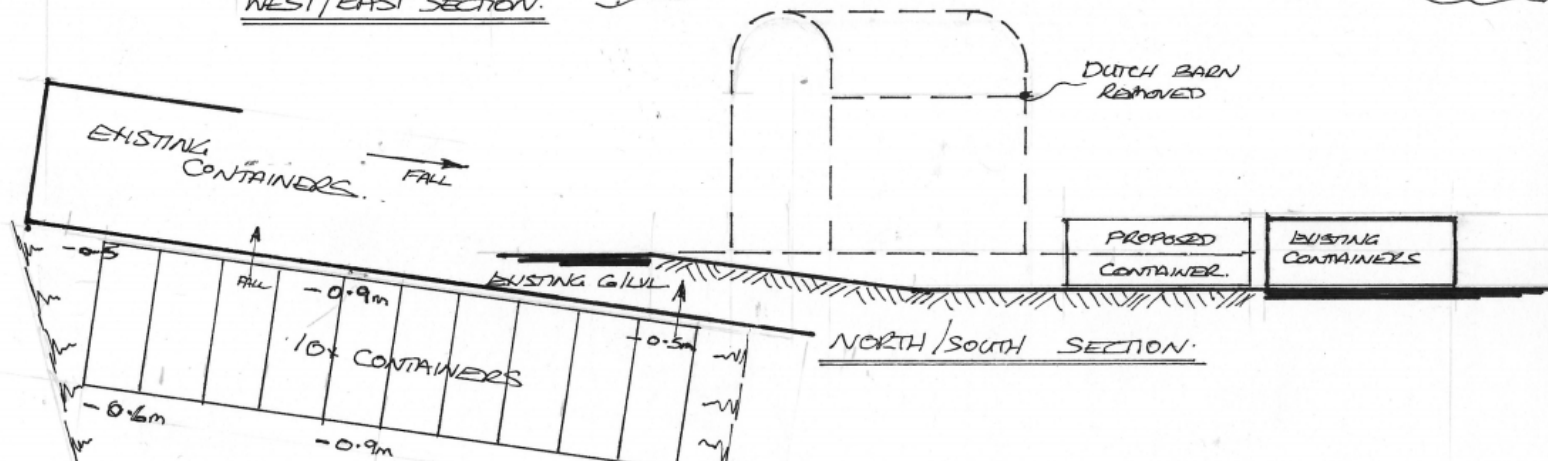 WEST/EAST SECTION.
DUTCH BARN
REMOVED
EXISTING
CONTAINERS.
FALL
PROPOSED
CONTAINER.
EXISTING
CONTAINERS
-0.5
FALL
-0.9m
EXISTING G/LVL
-0.5m
10x CONTAINERS
NORTH/SOUTH SECTION.
-0.6m
-0.9m